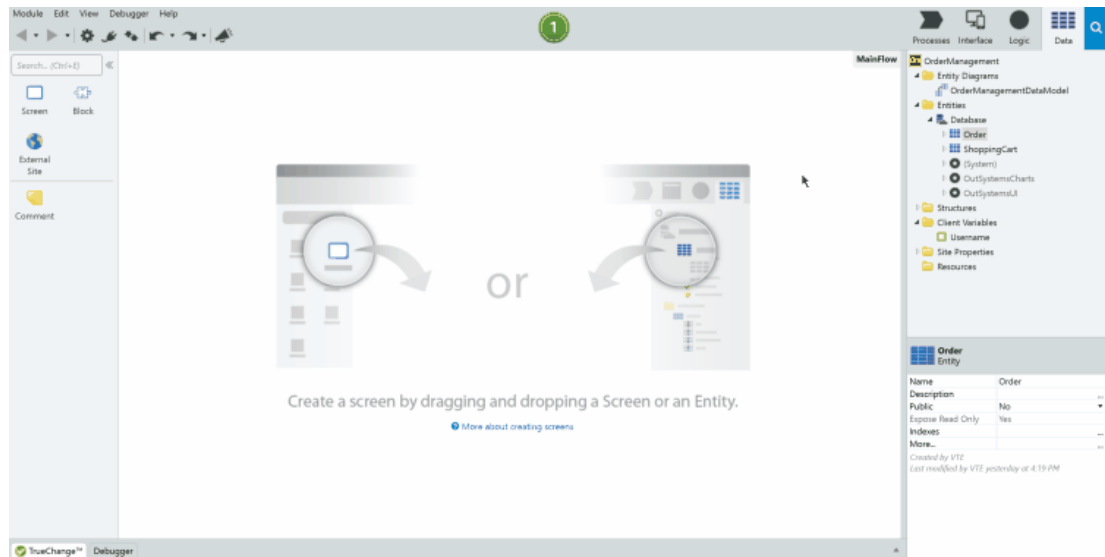 Module Edit View Debugger Help
1
Processes Interface Logic Data
Search... (Ctrl+E)
Screen Block
External Site
Comment
MainFlow
or
Create a screen by dragging and dropping a Screen or an Entity.
More about creating screens
OrderManagement
Entity Diagrams
OrderManagementDataModel
Entities
Database
Order
ShoppingCart
(System)
OutSystemsCharts
OutSystemsUI
Structures
Client Variables
Username
Site Properties
Resources
Order
Entity
Name Order
Description ...
Public No
Expose Read Only Yes
Indexes ...
More... ...
Created by VTE
Last modified by VTE yesterday at 4:19 PM
TrueChange™ Debugger